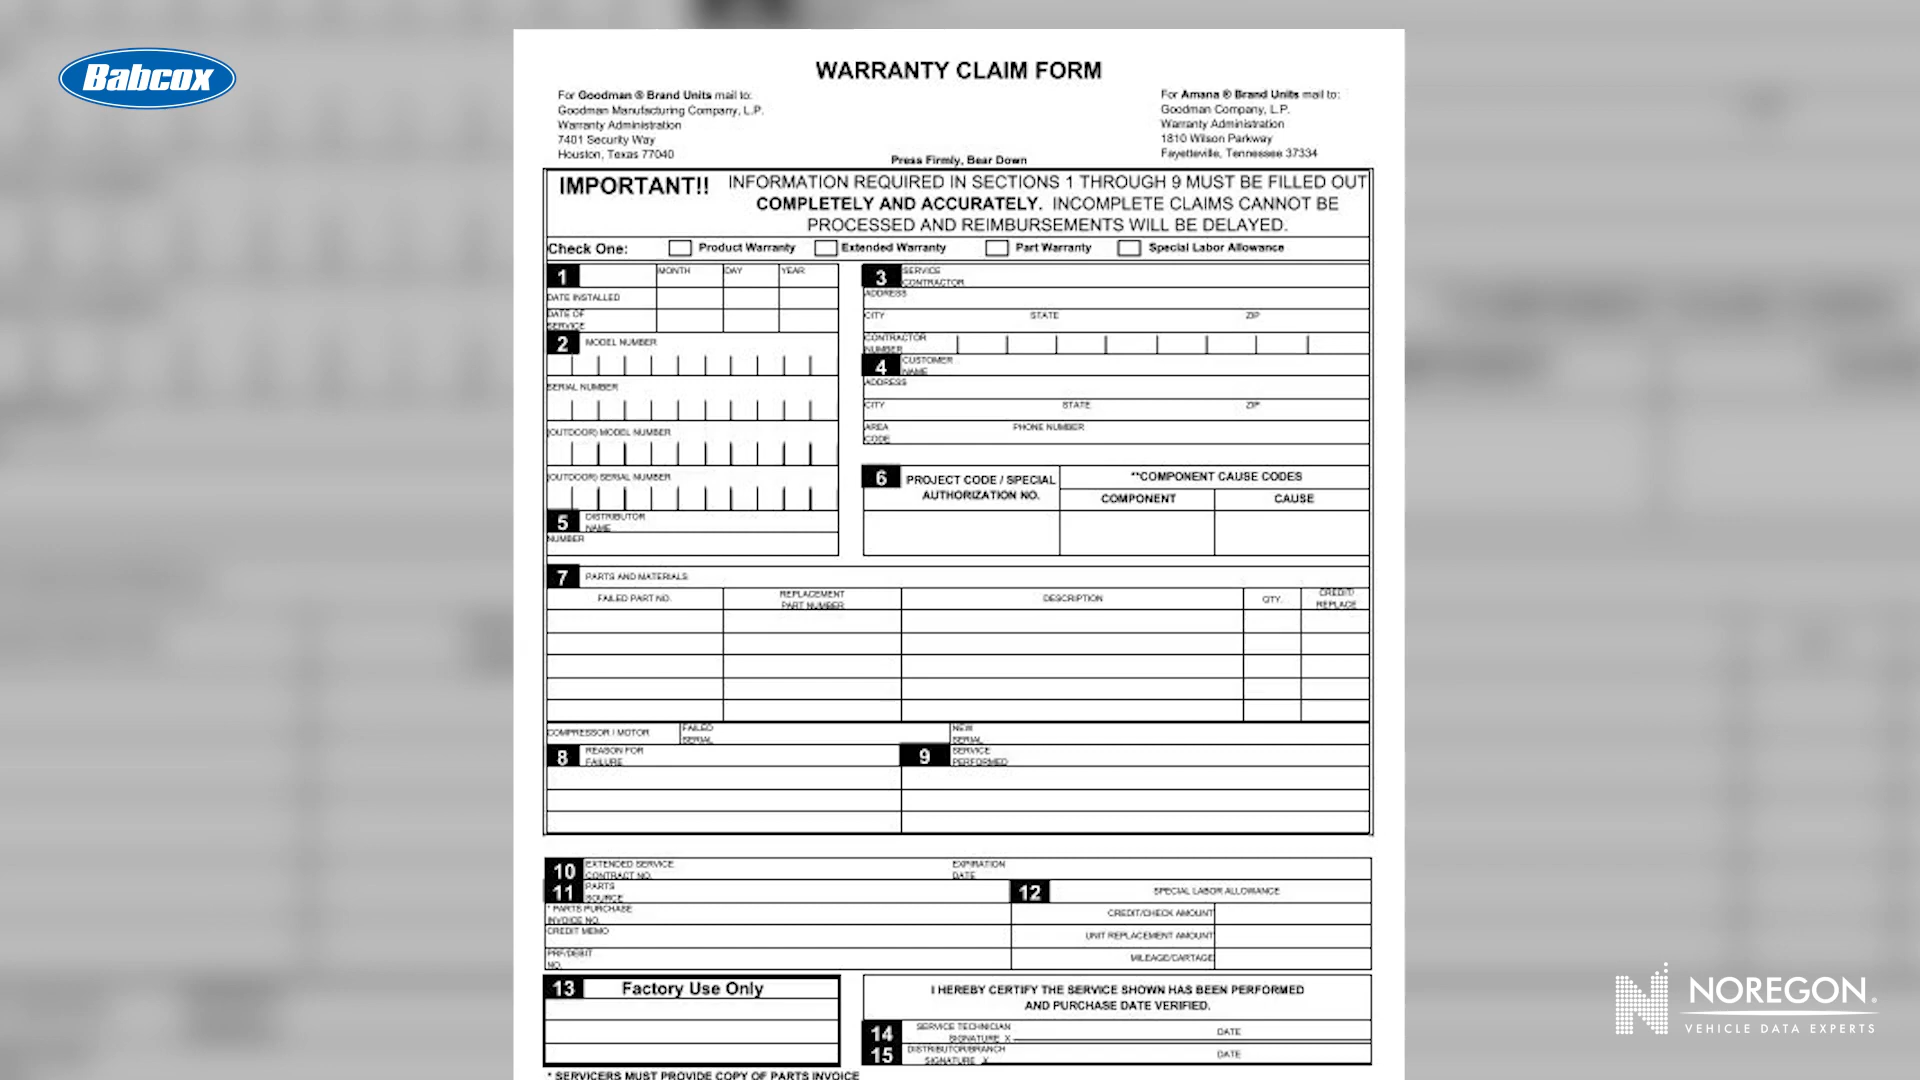 Babcox
WARRANTY CLAIM FORM
For Goodman ® Brand Units mail to:
Goodman Manufacturing Company, L.P.
Warranty Administration
7401 Security Way
Houston, Texas 77040
For Amana ® Brand Units mail to:
Goodman Company, L.P.
Warranty Administration
1810 Wilson Parkway
Fayetteville, Tennessee 37334
Press Firmly, Bear Down
IMPORTANT!! INFORMATION REQUIRED IN SECTIONS 1 THROUGH 9 MUST BE FILLED OUT
COMPLETELY AND ACCURATELY. INCOMPLETE CLAIMS CANNOT BE
PROCESSED AND REIMBURSEMENTS WILL BE DELAYED.
Check One: Product Warranty Extended Warranty Part Warranty Special Labor Allowance
1 MONTH DAY YEAR
DATE INSTALLED
DATE OF
SERVICE
2 MODEL NUMBER
SERIAL NUMBER
(OUTDOOR) MODEL NUMBER
(OUTDOOR) SERIAL NUMBER
5 DISTRIBUTOR
NAME
NUMBER
3 SERVICE
CONTRACTOR
ADDRESS
CITY STATE ZIP
CONTRACTOR
NUMBER
4 CUSTOMER
NAME
ADDRESS
CITY STATE ZIP
AREA
CODE
PHONE NUMBER
6 PROJECT CODE / SPECIAL
AUTHORIZATION NO.
**COMPONENT CAUSE CODES
COMPONENT CAUSE
7 PARTS AND MATERIALS:
FAILED PART NO.
REPLACEMENT
PART NUMBER
DESCRIPTION
QTY.
CREDIT/
REPLACE
COMPRESSOR / MOTOR
FAILED
SERIAL
NEW
SERIAL
8 REASON FOR
FAILURE
9 SERVICE
PERFORMED
10 EXTENDED SERVICE
CONTRACT NO.
EXPIRATION
DATE
11 PARTS
SOURCE
* PARTS PURCHASE
INVOICE NO.
CREDIT MEMO
PRF/DEBIT
NO.
12 SPECIAL LABOR ALLOWANCE
CREDIT/CHECK AMOUNT
UNIT REPLACEMENT AMOUNT
MILEAGE/CARTAGE
13 Factory Use Only
I HEREBY CERTIFY THE SERVICE SHOWN HAS BEEN PERFORMED
AND PURCHASE DATE VERIFIED.
14 SERVICE TECHNICIAN
SIGNATURE X
DATE
15 DISTRIBUTOR/BRANCH
SIGNATURE X
DATE
* SERVICERS MUST PROVIDE COPY OF PARTS INVOICE
NOREGON.
VEHICLE DATA EXPERTS